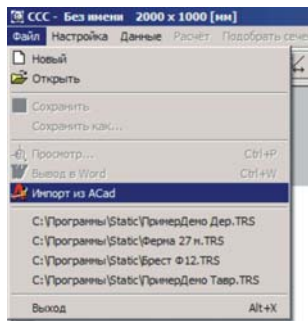 ССС - Без имени 2000 x 1000 [мм]
Файл Настройка Данные Расчет Подобрать сече
Новый
Открыть
Сохранить
Сохранить как...
Просмотр... Ctrl+P
Вывод в Word Ctrl+W
Импорт из ACad
C:\Программы\Static\ПримерДено Дер.TRS
C:\Программы\Static\Ферма 27 м.TRS
C:\Программы\Static\Брест Ф12.TRS
C:\Программы\Static\ПримерДено Тавр.TRS
Выход Alt+X